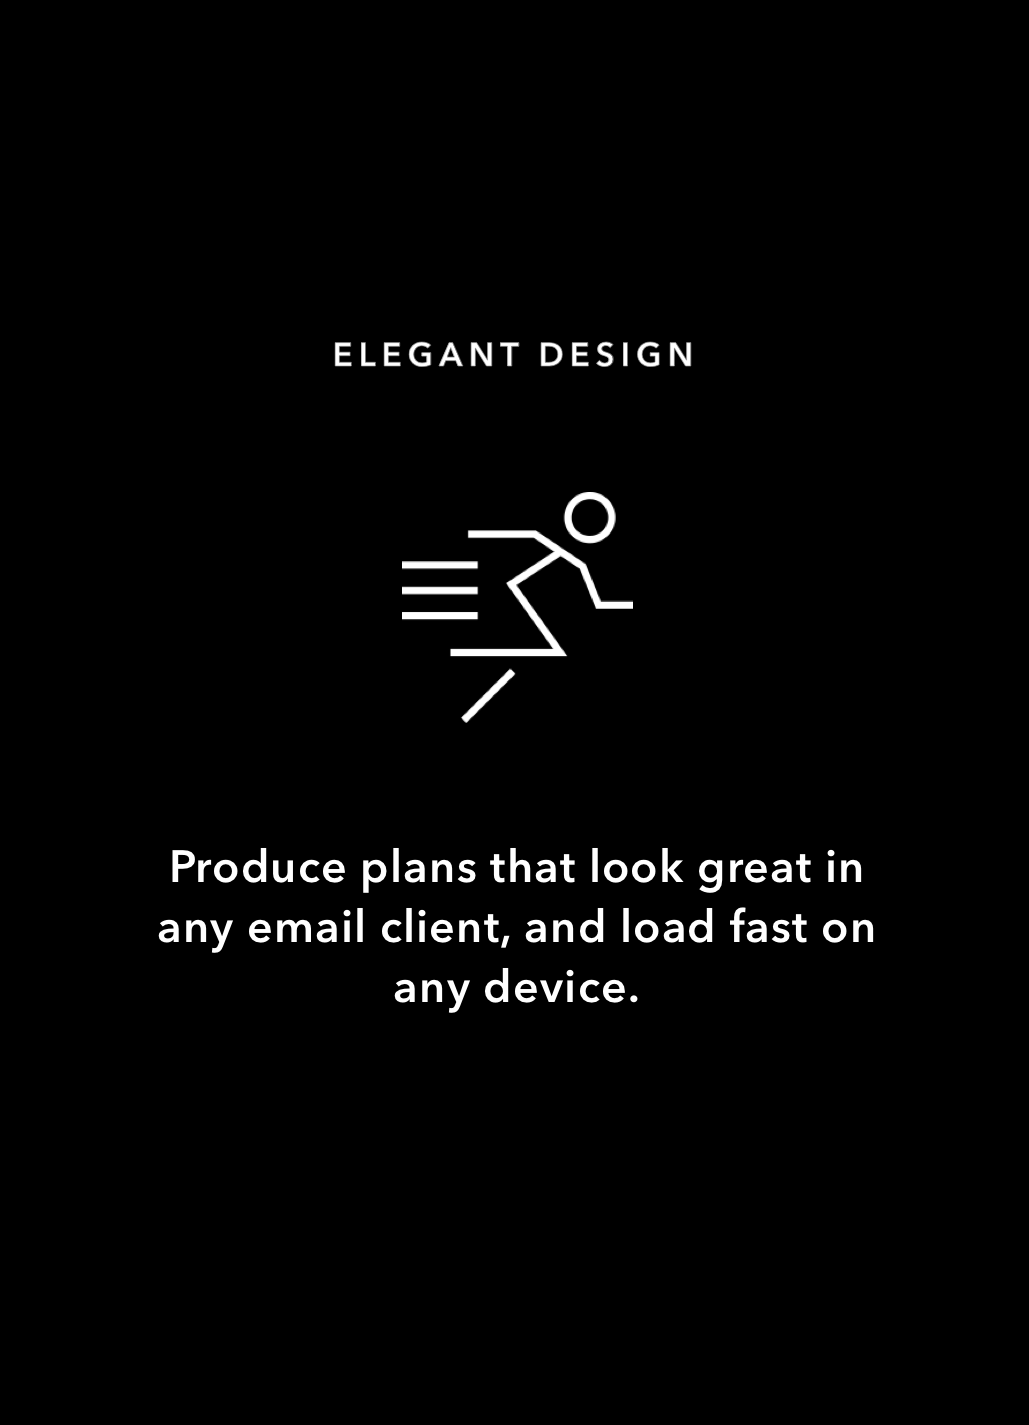 ELEGANT DESIGN
Produce plans that look great in
any email client, and load fast on
any device.